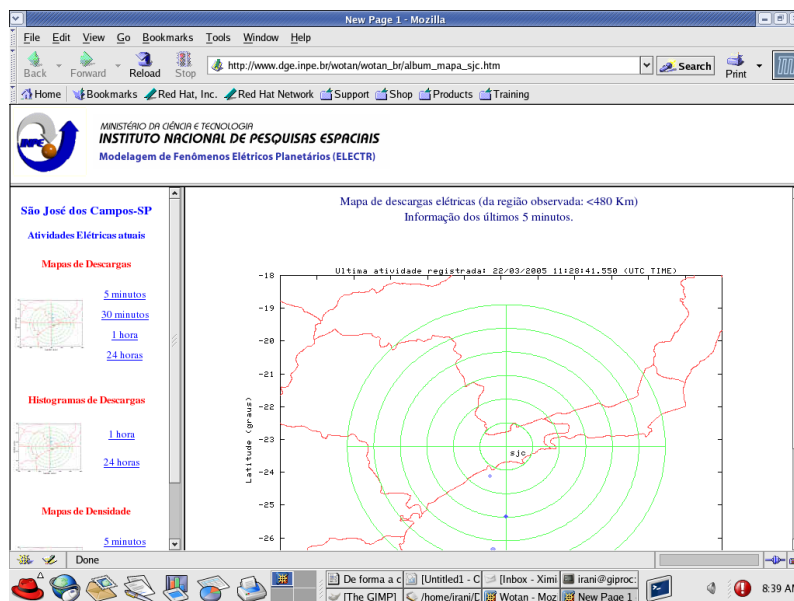 New Page 1 - Mozilla
File Edit View Go Bookmarks Tools Window Help
Back Forward Reload Stop http://www.dge.inpe.br/wotan/wotan_br/album_mapa_sjc.htm Search Print
Home Bookmarks Red Hat, Inc. Red Hat Network Support Shop Products Training
INPE
MINISTÉRIO DA CIÊNCIA E TECNOLOGIA
INSTITUTO NACIONAL DE PESQUISAS ESPACIAIS
Modelagem de Fenômenos Elétricos Planetários (ELECTR)
São José dos Campos-SP
Atividades Elétricas atuais
Mapas de Descargas
5 minutos
30 minutos
1 hora
24 horas
Histogramas de Descargas
1 hora
24 horas
Mapas de Densidade
5 minutos
Mapa de descargas elétricas (da região observada: <480 Km)
Informação dos últimos 5 minutos.
Ultima atividade registrada: 22/03/2005 11:28:41.550 (UTC TIME)
-18
-19
-20
-21
-22
-23
-24
-25
-26
Latitude (graus)
sjc
Done
De forma a c [Untitled1 - C [Inbox - Ximi irani@giproc:
[The GIMP] /home/irani/D Wotan - Moz New Page 1
8:39 AM